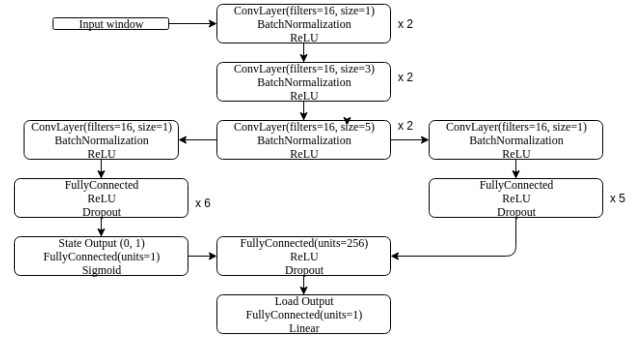 Input window
ConvLayer(filters=16, size=1)
BatchNormalization
ReLU
x 2
ConvLayer(filters=16, size=3)
BatchNormalization
ReLU
x 2
ConvLayer(filters=16, size=1)
BatchNormalization
ReLU
ConvLayer(filters=16, size=5)
BatchNormalization
ReLU
x 2
ConvLayer(filters=16, size=1)
BatchNormalization
ReLU
FullyConnected
ReLU
Dropout
x 6
FullyConnected
ReLU
Dropout
x 5
State Output (0, 1)
FullyConnected(units=1)
Sigmoid
FullyConnected(units=256)
ReLU
Dropout
Load Output
FullyConnected(units=1)
Linear